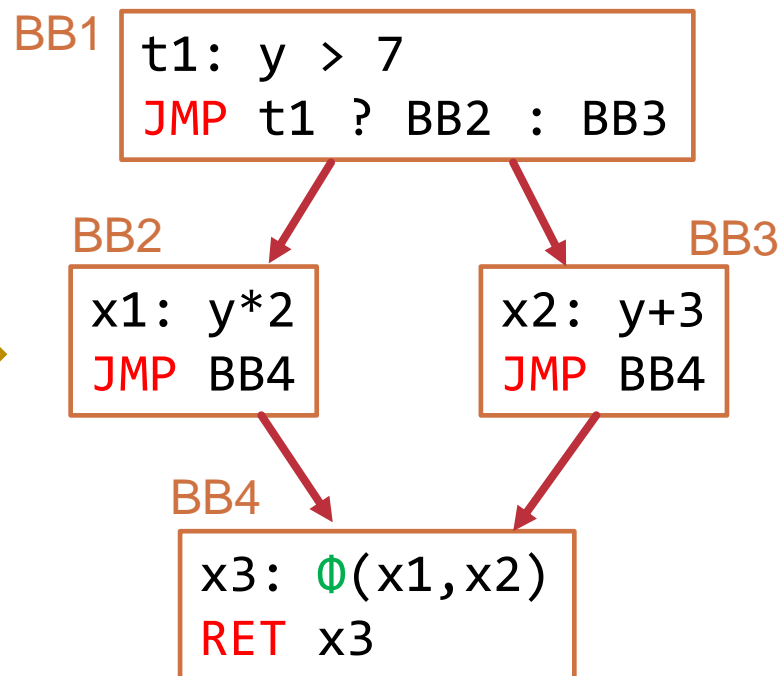 BB1
t1: y > 7
JMP t1 ? BB2 : BB3
BB2
x1: y*2
JMP BB4
BB3
x2: y+3
JMP BB4
BB4
x3: Φ(x1,x2)
RET x3